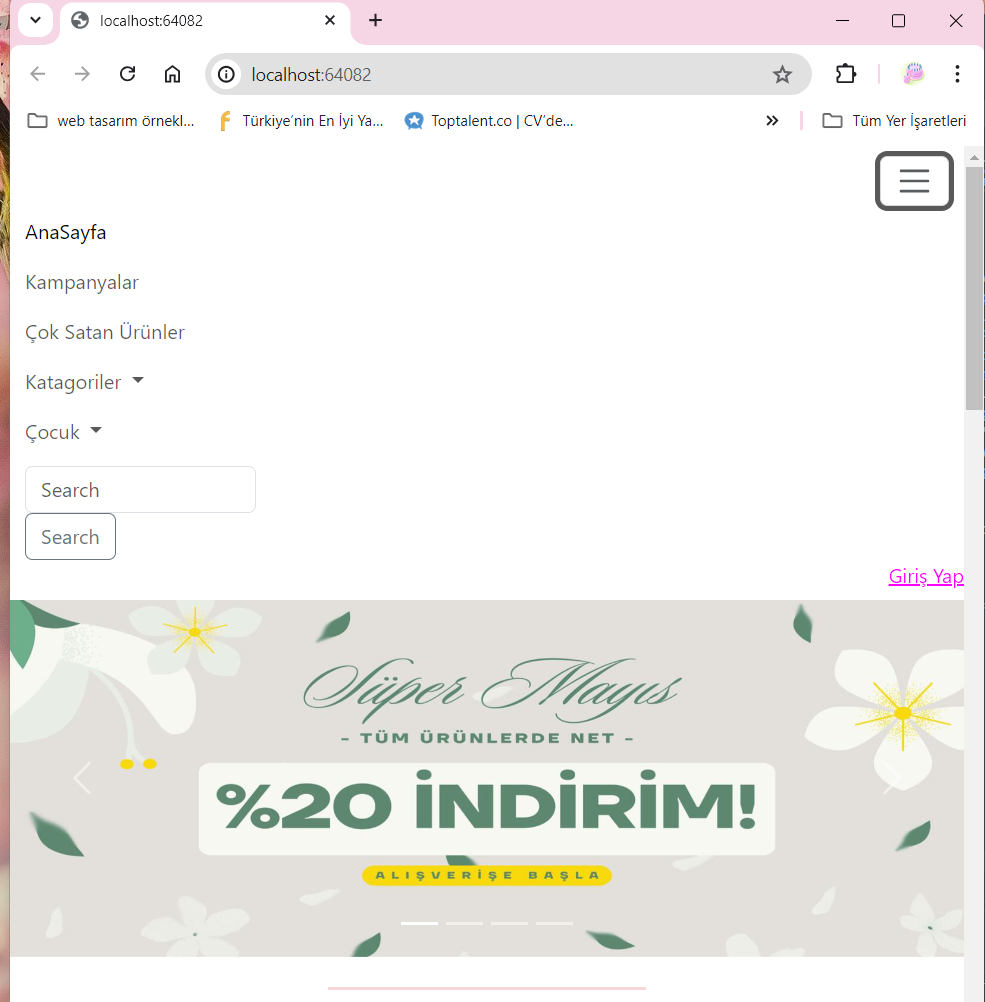 localhost:64082
localhost:64082
web tasarım örnekl...
Türkiye'nin En İyi Ya...
Toptalent.co | CV'de...
Tüm Yer İşaretleri
AnaSayfa
Kampanyalar
Çok Satan Ürünler
Katagoriler
Çocuk
Search
Search
Giriş Yap
Süper Mayıs
- TÜM ÜRÜNLERDE NET -
%20 İNDİRİM!
ALIŞVERİŞE BAŞLA